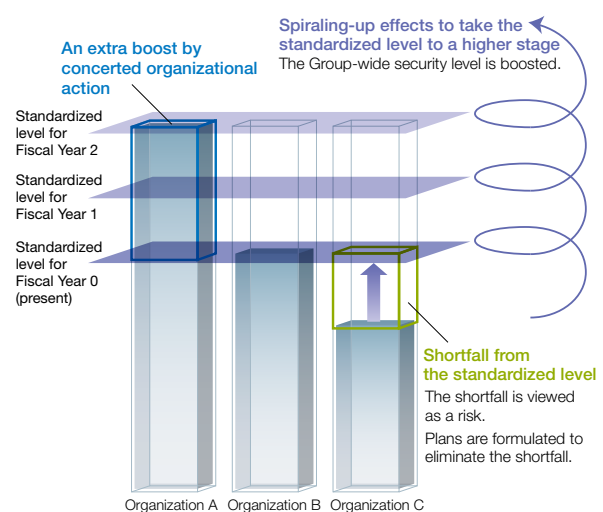 Spiraling-up effects to take the
standardized level to a higher stage
The Group-wide security level is boosted.
An extra boost by
concerted organizational
action
Standardized
level for
Fiscal Year 2
Standardized
level for
Fiscal Year 1
Standardized
level for
Fiscal Year 0
(present)
Shortfall from
the standardized level
The shortfall is viewed
as a risk.
Plans are formulated to
eliminate the shortfall.
Organization A
Organization B
Organization C